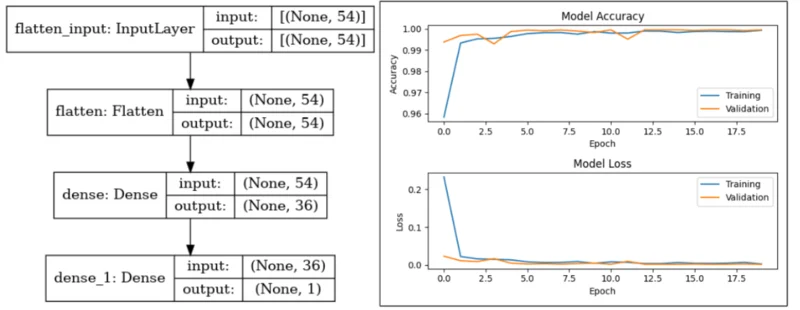 flatten_input: InputLayer
input: [(None, 54)]
output: [(None, 54)]
flatten: Flatten
input: (None, 54)
output: (None, 54)
dense: Dense
input: (None, 54)
output: (None, 36)
dense_1: Dense
input: (None, 36)
output: (None, 1)
Model Accuracy
Accuracy
1.00
0.99
0.98
0.97
0.96
Training
Validation
0.0 2.5 5.0 7.5 10.0 12.5 15.0 17.5
Epoch
Model Loss
Loss
0.2
0.1
0.0
Training
Validation
0.0 2.5 5.0 7.5 10.0 12.5 15.0 17.5
Epoch